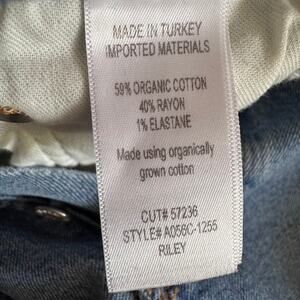 MADE IN TURKEY
IMPORTED MATERIALS
59% ORGANIC COTTON
40% RAYON
1% ELASTANE
Made using organically
grown cotton
CUT# 57236
STYLE# A056C-1255
RILEY